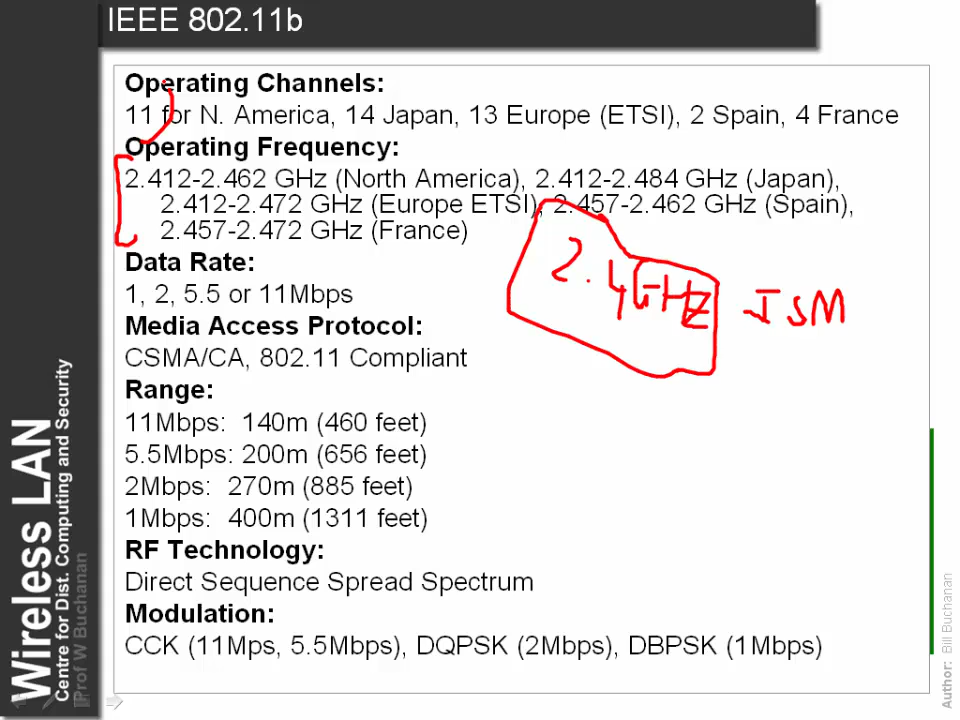 IEEE 802.11b
Operating Channels:
11 for N. America, 14 Japan, 13 Europe (ETSI), 2 Spain, 4 France
Operating Frequency:
2.412-2.462 GHz (North America), 2.412-2.484 GHz (Japan),
2.412-2.472 GHz (Europe ETSI), 2.457-2.462 GHz (Spain),
2.457-2.472 GHz (France)
2.4GHz ISM
Data Rate:
1, 2, 5.5 or 11Mbps
Media Access Protocol:
CSMA/CA, 802.11 Compliant
Range:
11Mbps: 140m (460 feet)
5.5Mbps: 200m (656 feet)
2Mbps: 270m (885 feet)
1Mbps: 400m (1311 feet)
RF Technology:
Direct Sequence Spread Spectrum
Modulation:
CCK (11Mps, 5.5Mbps), DQPSK (2Mbps), DBPSK (1Mbps)
Wireless LAN
Centre for Dist. Computing and Security
Prof W Buchanan
Author: Bill Buchanan